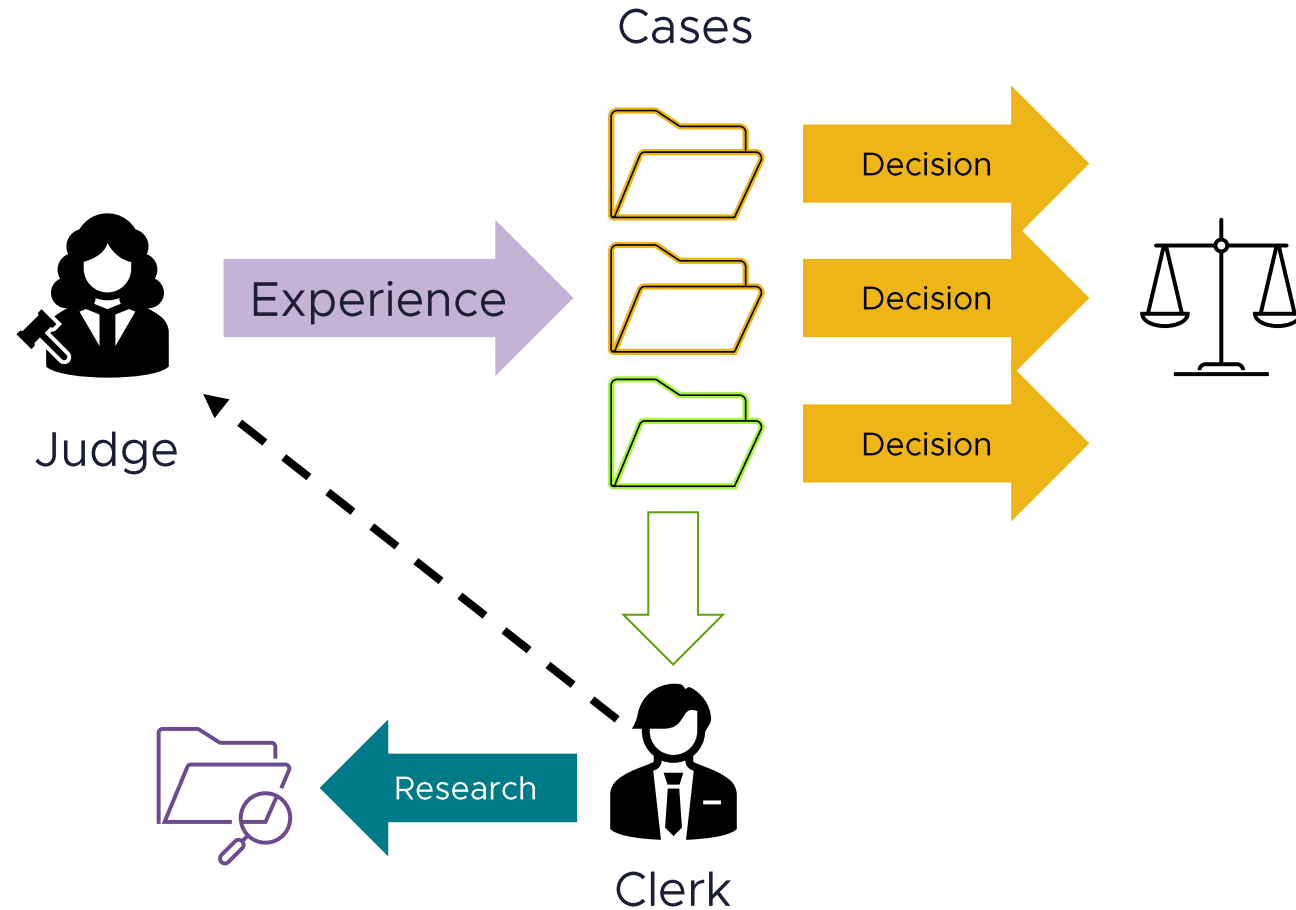 Cases
Decision
Experience
Decision
Judge
Decision
Research
Clerk